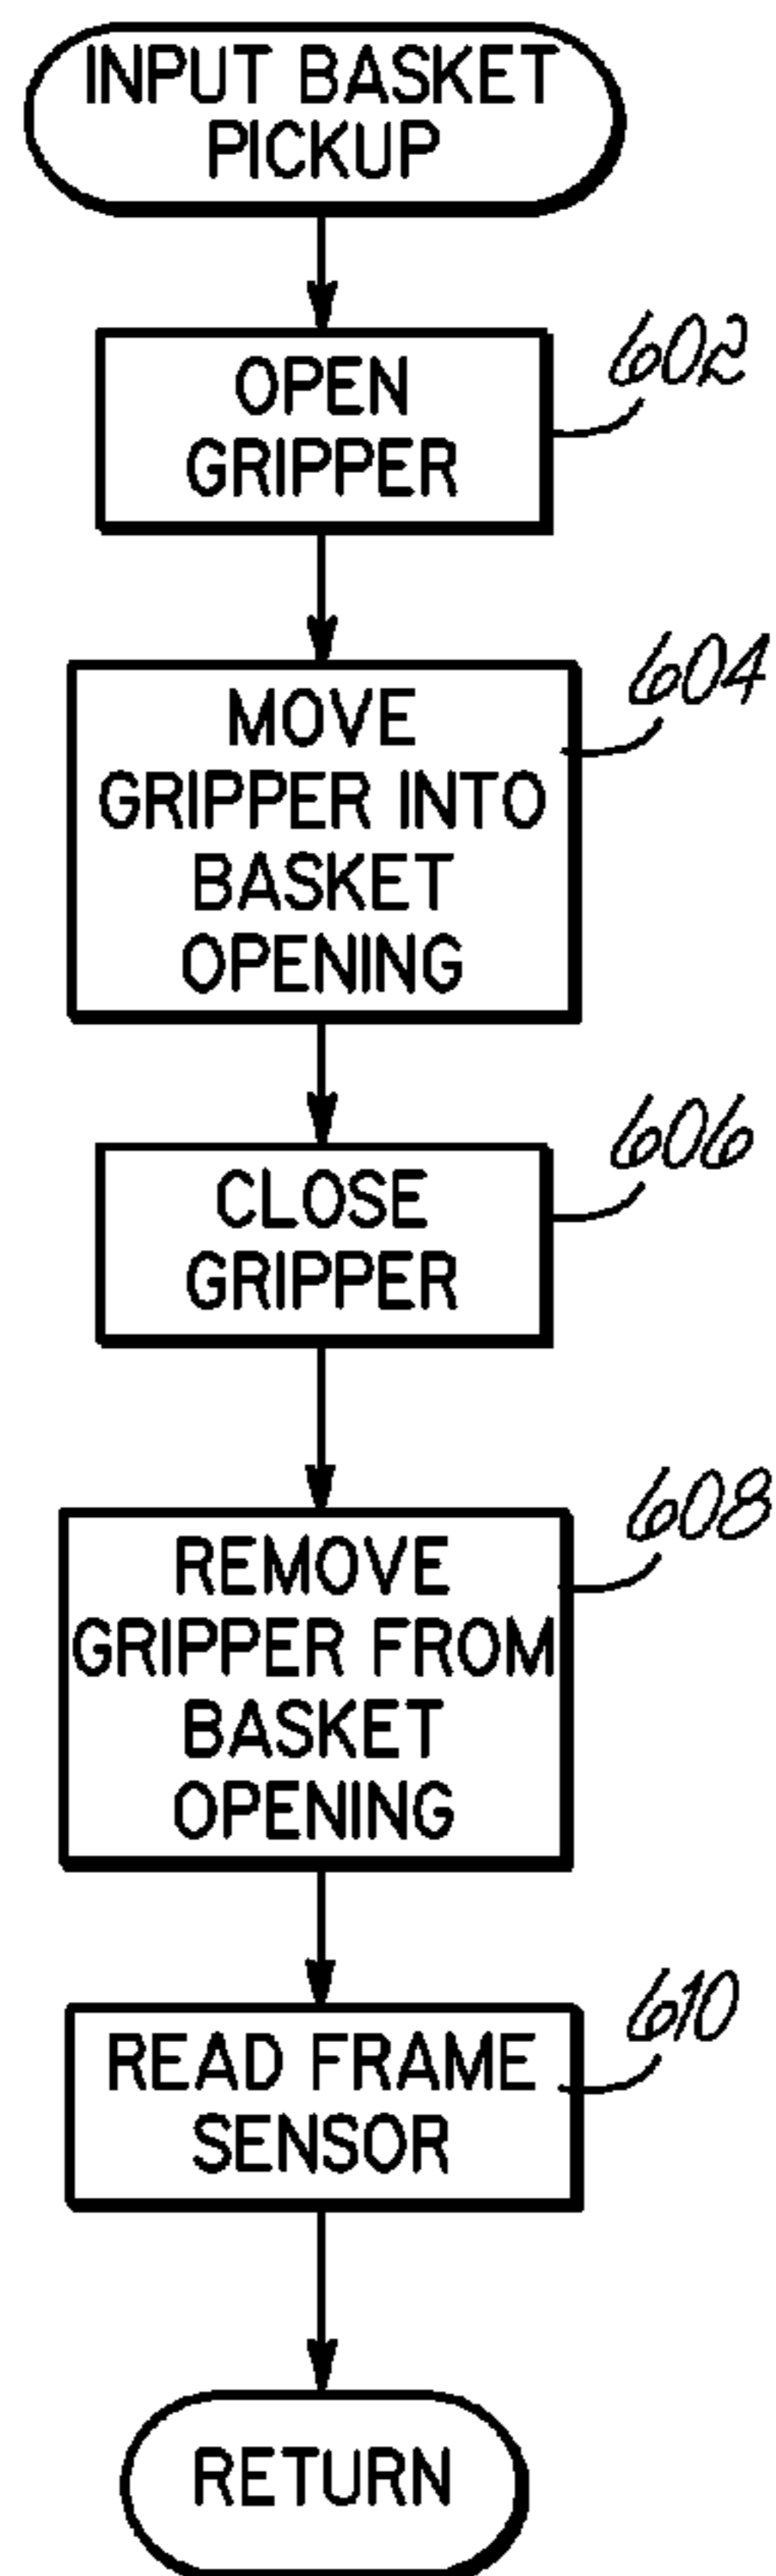 INPUT BASKET
PICKUP
602
OPEN
GRIPPER
604
MOVE
GRIPPER INTO
BASKET
OPENING
606
CLOSE
GRIPPER
608
REMOVE
GRIPPER FROM
BASKET
OPENING
610
READ FRAME
SENSOR
RETURN